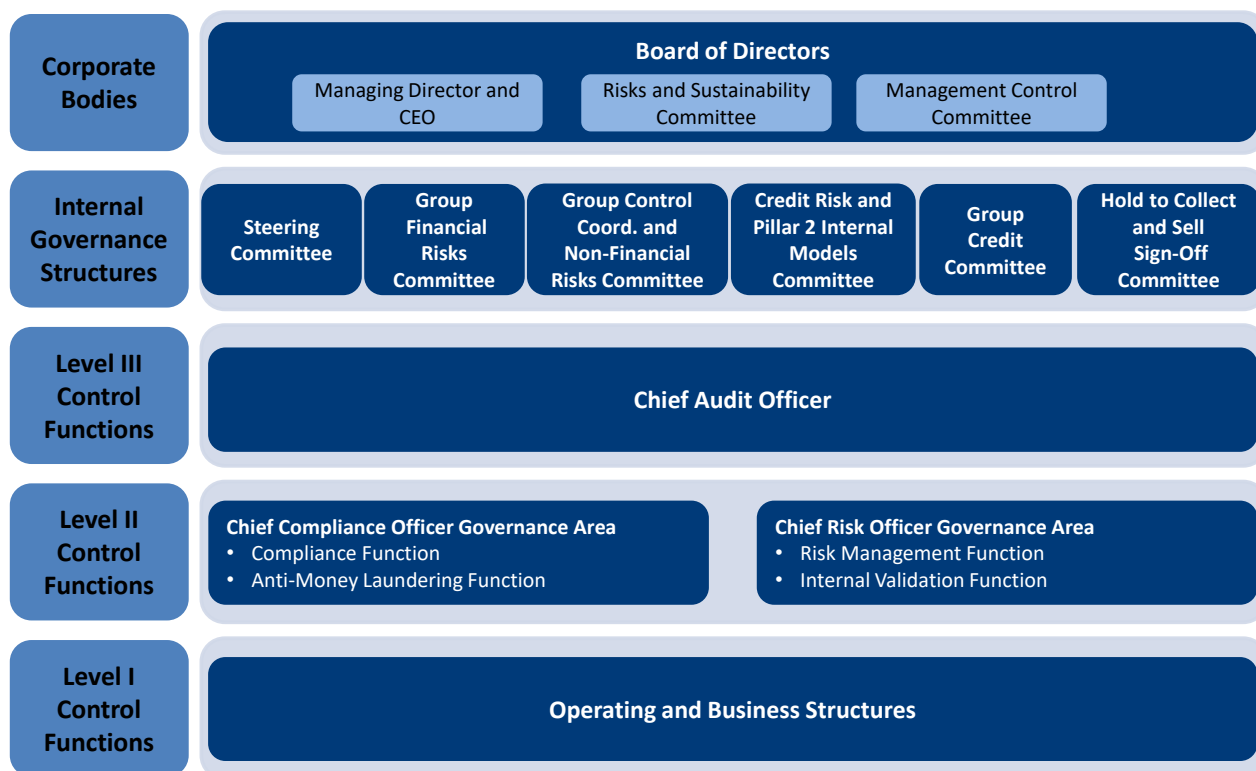 Corporate
Bodies
Board of Directors
Managing Director and
CEO
Risks and Sustainability
Committee
Management Control
Committee
Internal
Governance
Structures
Steering
Committee
Group
Financial
Risks
Committee
Group Control
Coord. and
Non-Financial
Risks Committee
Credit Risk and
Pillar 2 Internal
Models
Committee
Group
Credit
Committee
Hold to Collect
and Sell
Sign-Off
Committee
Level III
Control
Functions
Chief Audit Officer
Level II
Control
Functions
Chief Compliance Officer Governance Area
• Compliance Function
• Anti-Money Laundering Function
Chief Risk Officer Governance Area
• Risk Management Function
• Internal Validation Function
Level I
Control
Functions
Operating and Business Structures